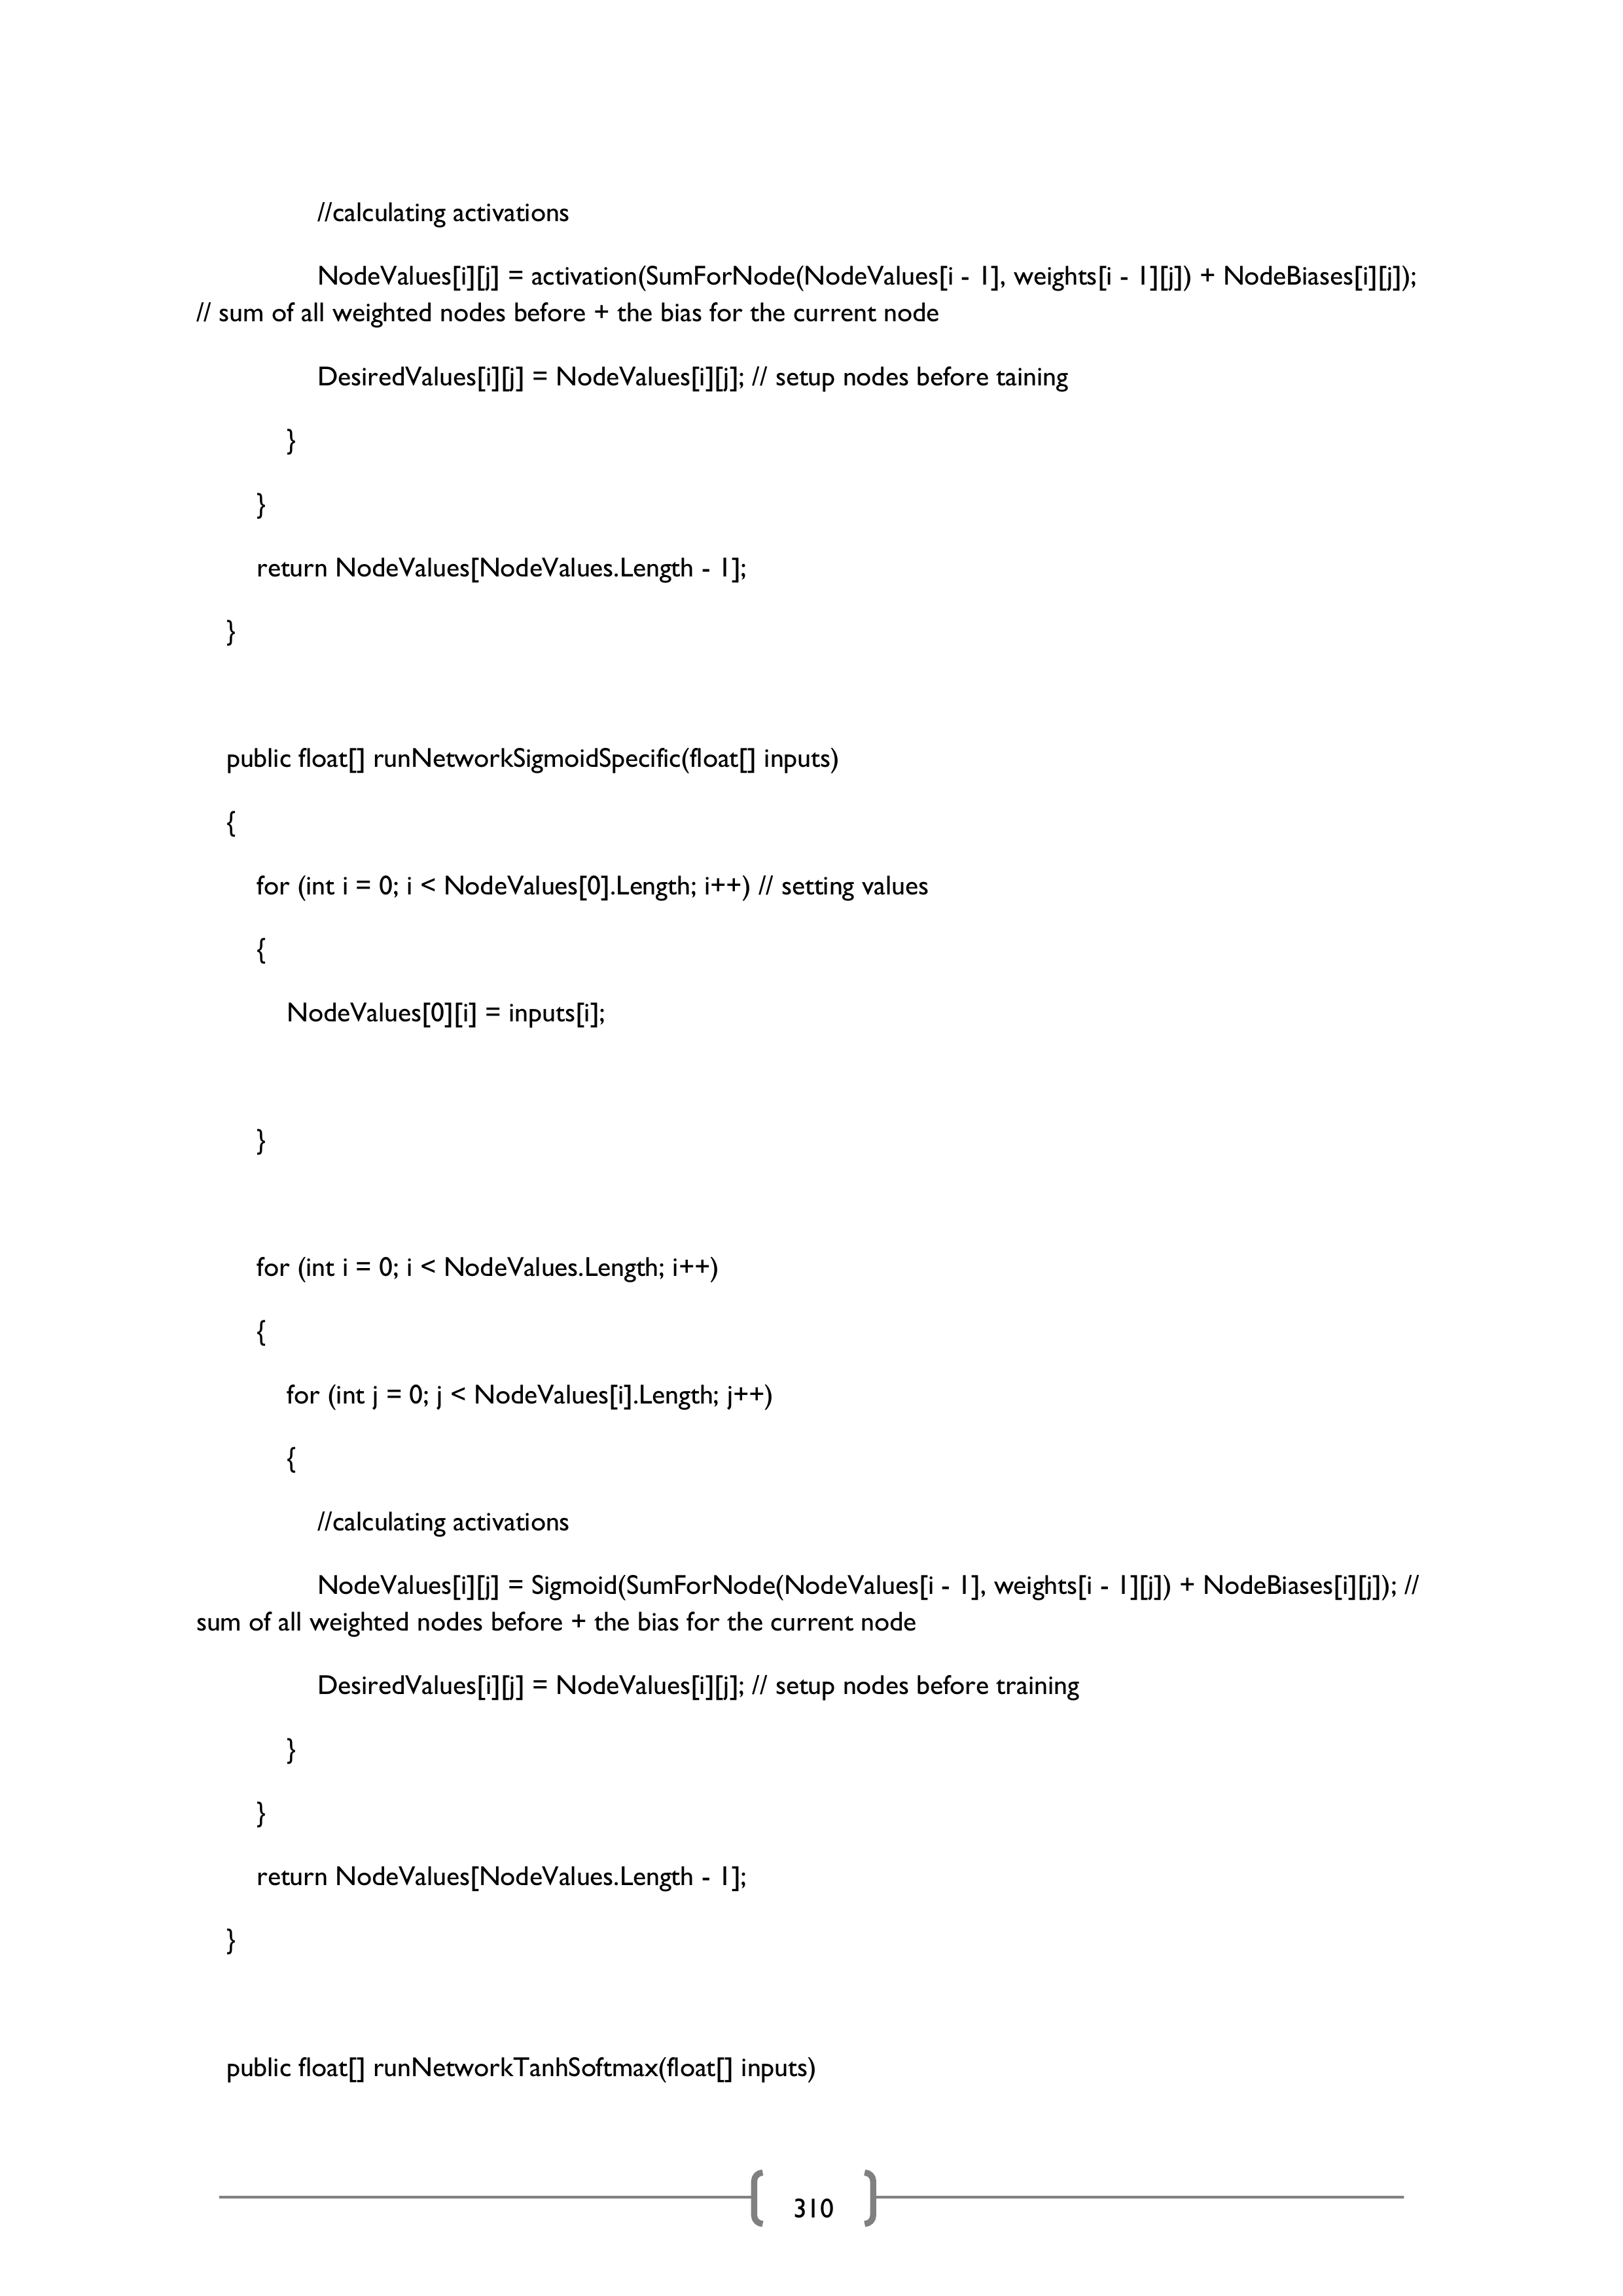 //calculating activations
NodeValues[i][j] = activation(SumForNode(NodeValues[i - 1], weights[i - 1][j]) + NodeBiases[i][j]);
// sum of all weighted nodes before + the bias for the current node
DesiredValues[i][j] = NodeValues[i][j]; // setup nodes before taining
}
}
return NodeValues[NodeValues.Length - 1];
}
public float[] runNetworkSigmoidSpecific(float[] inputs)
{
for (int i = 0; i < NodeValues[0].Length; i++) // setting values
{
NodeValues[0][i] = inputs[i];
}
for (int i = 0; i < NodeValues.Length; i++)
{
for (int j = 0; j < NodeValues[i].Length; j++)
{
//calculating activations
NodeValues[i][j] = Sigmoid(SumForNode(NodeValues[i - 1], weights[i - 1][j]) + NodeBiases[i][j]); //
sum of all weighted nodes before + the bias for the current node
DesiredValues[i][j] = NodeValues[i][j]; // setup nodes before training
}
}
return NodeValues[NodeValues.Length - 1];
}
public float[] runNetworkTanhSoftmax(float[] inputs)
310